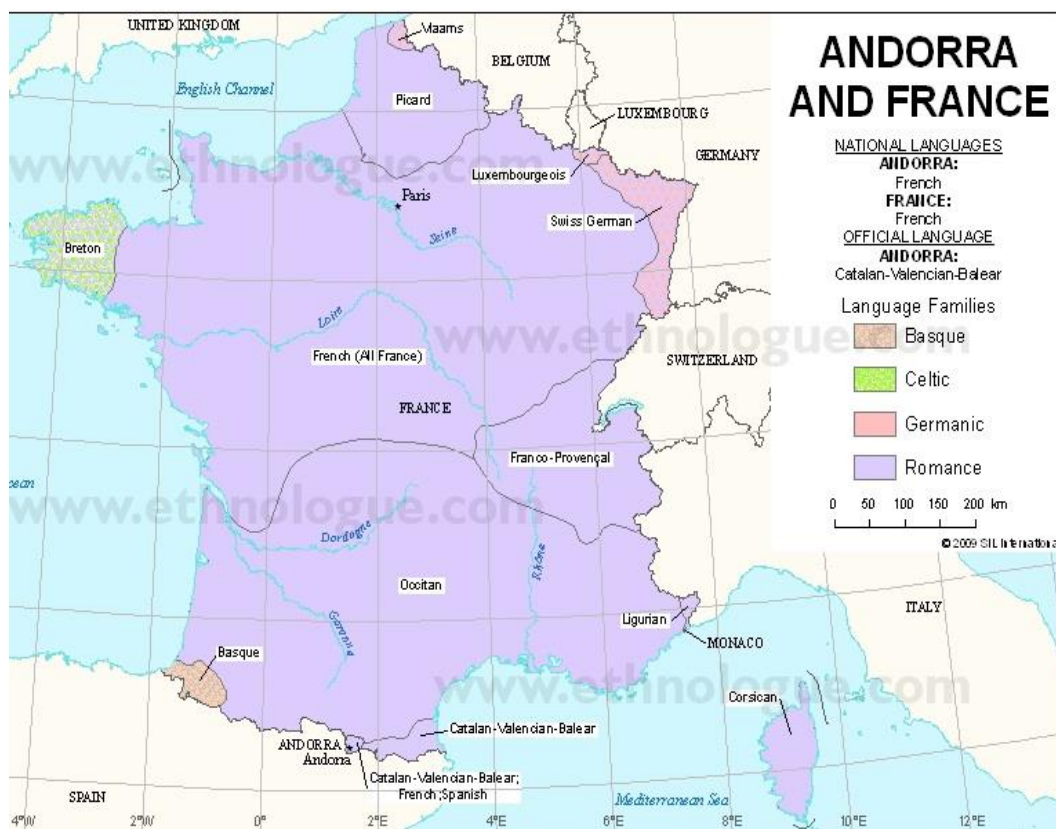 UNITED KINGDOM
Vlaams
BELGIUM
English Channel
Picard
LUXEMBOURG
GERMANY
www.ethnologue.com
Luxembourgeois
Paris
Swiss German
Seine
Breton
Loire
www.ethnologue.com
French (All France)
SWITZERLAND
FRANCE
Franco-Provençal
ean
www.ethnologue.com
Dordogne
Rhône
Occitan
Garonne
Ligurian
ITALY
MONACO
Basque
www.ethnologue.com
Corsican
Catalan-Valencian-Balear
ANDORRA
Andorra
Catalan-Valencian-Balear;
French;Spanish
SPAIN
Mediterranean Sea
4°W
2°W
0°
2°E
4°E
6°E
8°E
10°E
12°E
ANDORRA
AND FRANCE
NATIONAL LANGUAGES
ANDORRA:
French
FRANCE:
French
OFFICIAL LANGUAGE
ANDORRA:
Catalan-Valencian-Balear
Language Families
Basque
Celtic
Germanic
Romance
0 50 100 150 200 km
© 2009 SIL International